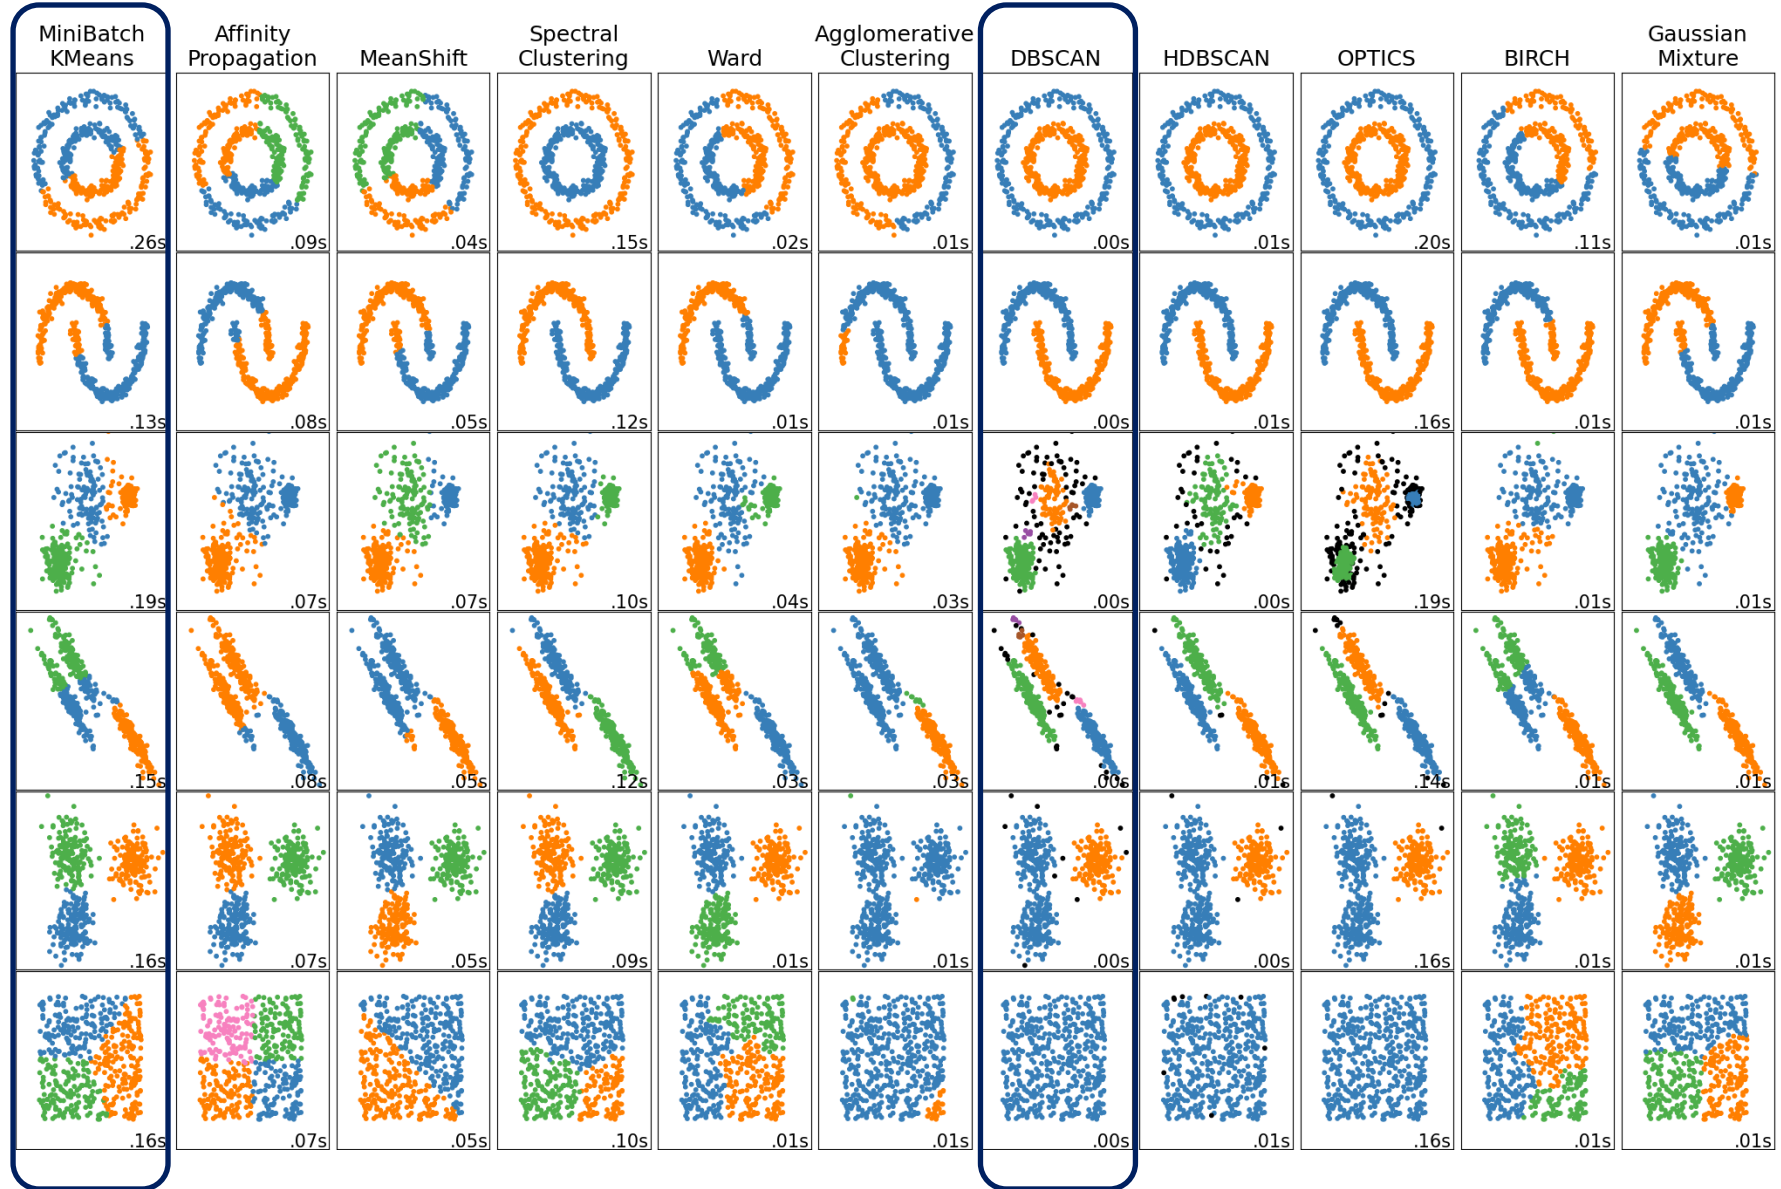 MiniBatch
KMeans
Affinity
Propagation
MeanShift
Spectral
Clustering
Ward
Agglomerative
Clustering
DBSCAN
HDBSCAN
OPTICS
BIRCH
Gaussian
Mixture
.26s
.09s
.04s
.15s
.02s
.01s
.00s
.01s
.20s
.11s
.01s
.13s
.08s
.05s
.12s
.01s
.01s
.00s
.01s
.16s
.01s
.01s
.19s
.07s
.07s
.10s
.04s
.03s
.00s
.00s
.19s
.01s
.01s
.15s
.08s
.05s
.12s
.03s
.03s
.00s
.01s
.14s
.01s
.01s
.16s
.07s
.05s
.09s
.01s
.01s
.00s
.00s
.16s
.01s
.01s
.16s
.07s
.05s
.10s
.01s
.01s
.00s
.01s
.16s
.01s
.01s